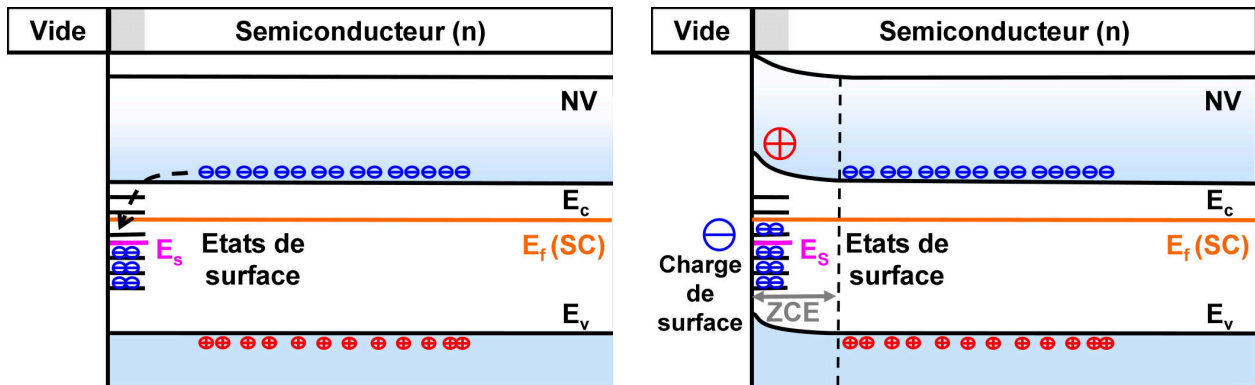 Vide
Semiconducteur (n)
NV
E_c
E_s
Etats de
surface
E_f (SC)
E_v
Vide
Semiconducteur (n)
NV
E_c
Charge
de
surface
E_S
Etats de
surface
E_f (SC)
ZCE
E_v